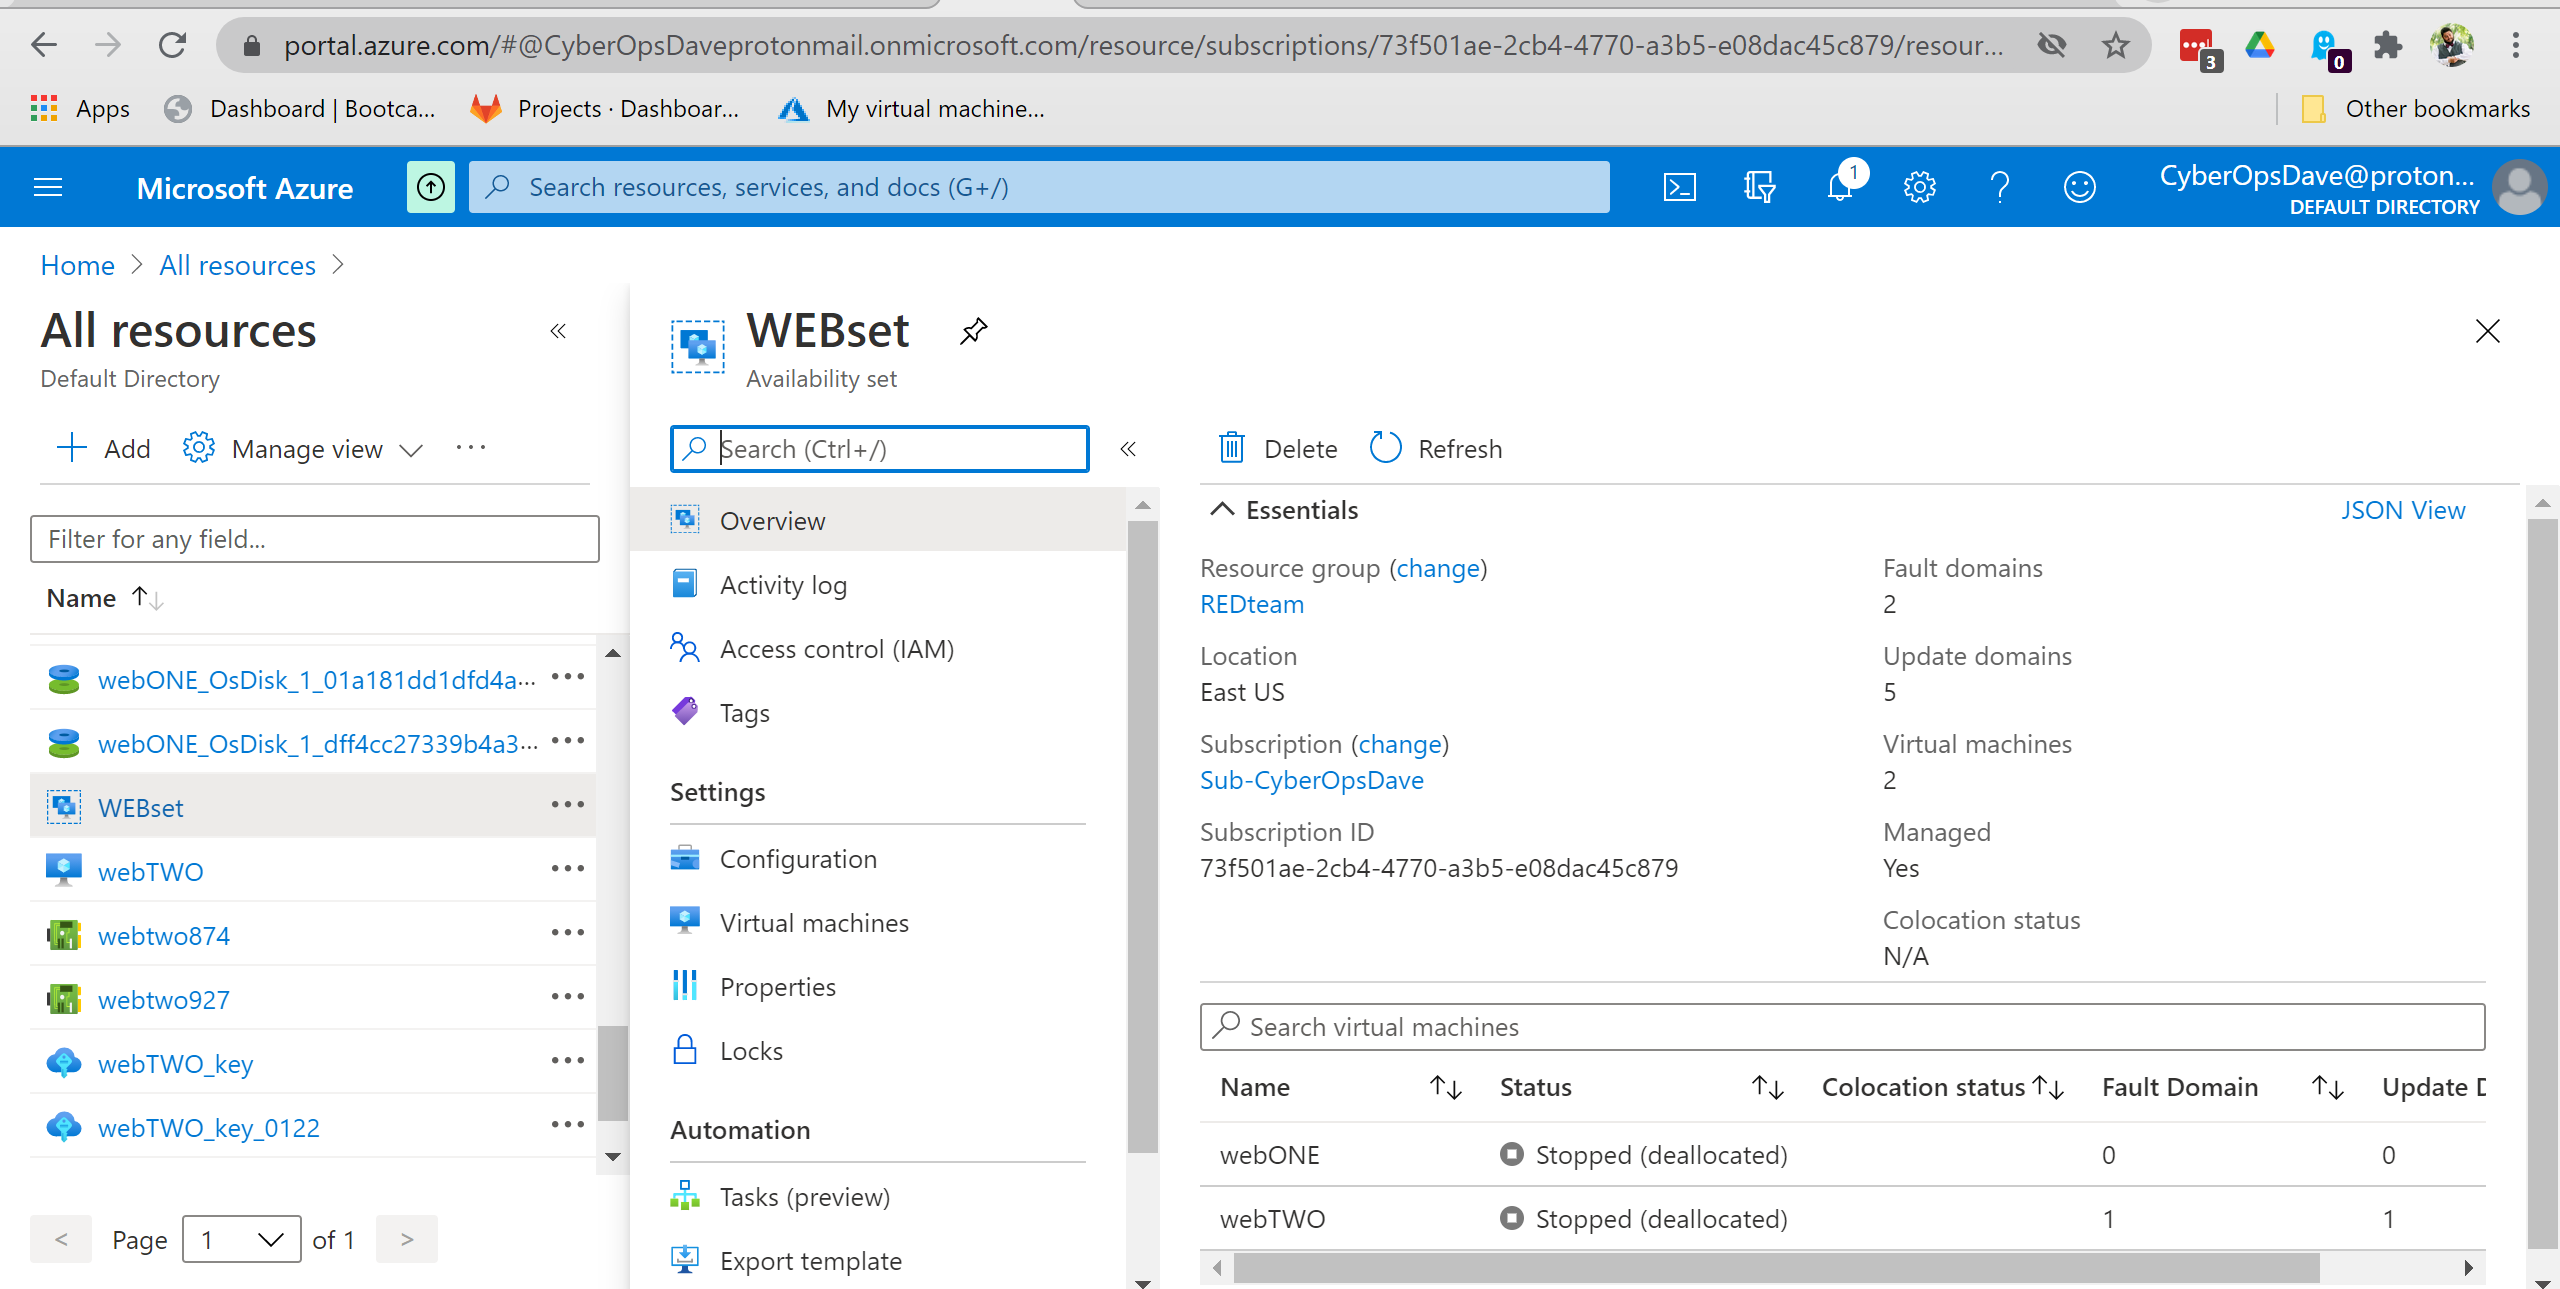 portal.azure.com/#@CyberOpsDaveprotonmail.onmicrosoft.com/resource/subscriptions/73f501ae-2cb4-4770-a3b5-e08dac45c879/resour...
3
0
Apps
Dashboard | Bootca...
Projects · Dashboar...
My virtual machine...
Other bookmarks
Microsoft Azure
Search resources, services, and docs (G+/)
1
CyberOpsDave@proton...
DEFAULT DIRECTORY
Home > All resources >
All resources
Default Directory
Add
Manage view
...
Filter for any field...
Name ↑↓
webONE_OsDisk_1_01a181dd1dfd4a...
webONE_OsDisk_1_dff4cc27339b4a3...
WEBset
webTWO
webtwo874
webtwo927
webTWO_key
webTWO_key_0122
< Page 1 of 1 >
WEBset
Availability set
Search (Ctrl+/)
Overview
Activity log
Access control (IAM)
Tags
Settings
Configuration
Virtual machines
Properties
Locks
Automation
Tasks (preview)
Export template
Delete
Refresh
Essentials
JSON View
Resource group (change)
REDteam
Location
East US
Subscription (change)
Sub-CyberOpsDave
Subscription ID
73f501ae-2cb4-4770-a3b5-e08dac45c879
Fault domains
2
Update domains
5
Virtual machines
2
Managed
Yes
Colocation status
N/A
Search virtual machines
Name ↑↓ Status ↑↓ Colocation status ↑↓ Fault Domain ↑↓ Update D
webONE Stopped (deallocated) 0 0
webTWO Stopped (deallocated) 1 1